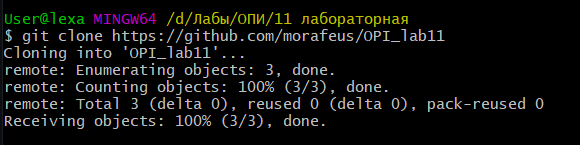 User@lexa MINGW64 /d/Лабы/ОПИ/11 лабораторная
$ git clone https://github.com/morafeus/OPI_lab11
Cloning into 'OPI_lab11'...
remote: Enumerating objects: 3, done.
remote: Counting objects: 100% (3/3), done.
remote: Total 3 (delta 0), reused 0 (delta 0), pack-reused 0
Receiving objects: 100% (3/3), done.